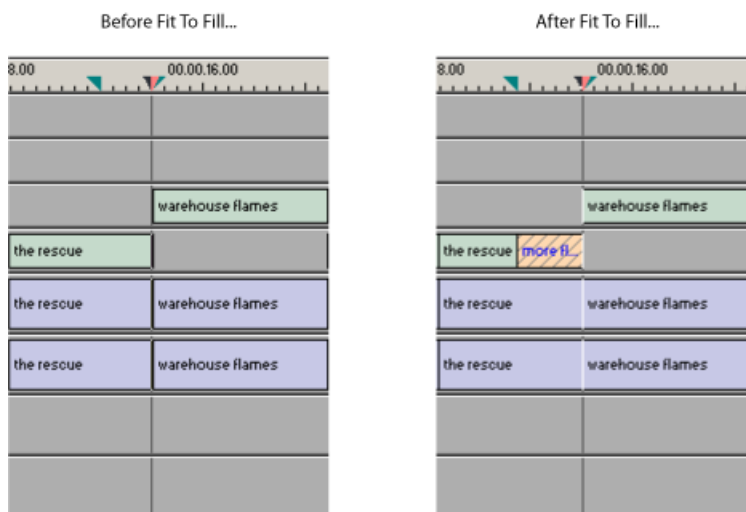 Before Fit To Fill...
8.00 00.00.16.00
warehouse flames
the rescue
the rescue warehouse flames
the rescue warehouse flames
After Fit To Fill...
8.00 00.00.16.00
warehouse flames
the rescue more fl...
the rescue warehouse flames
the rescue warehouse flames